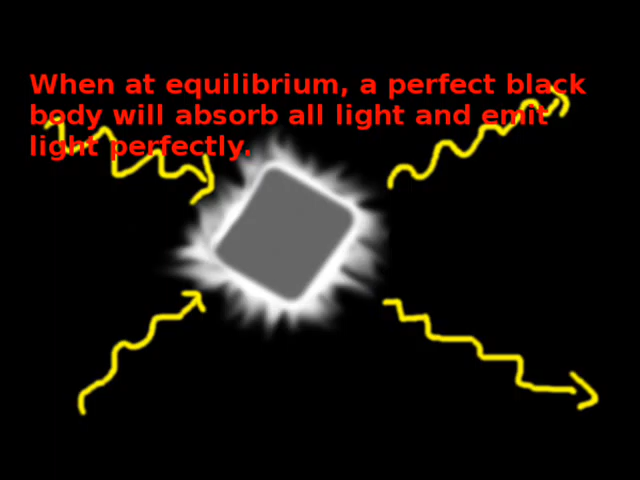 When at equilibrium, a perfect black
body will absorb all light and emit
light perfectly.